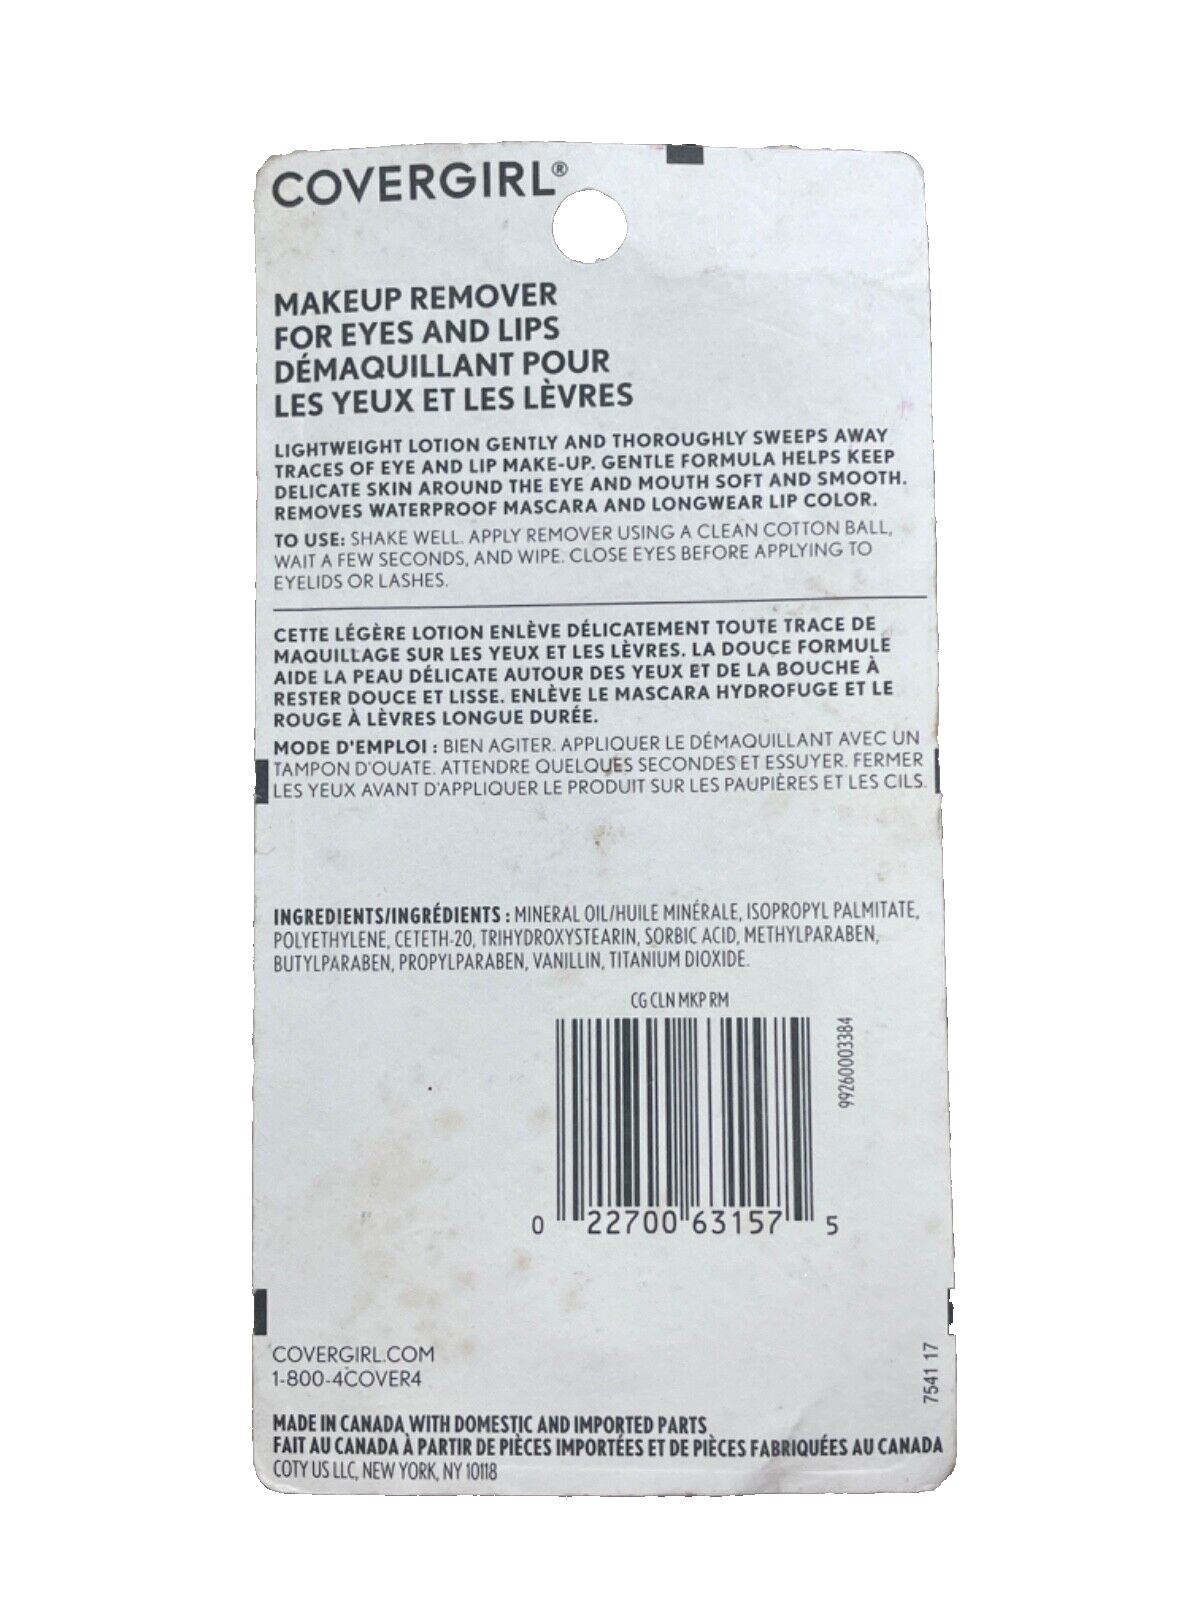 COVERGIRL®
MAKEUP REMOVER
FOR EYES AND LIPS
DÉMAQUILLANT POUR
LES YEUX ET LES LÈVRES
LIGHTWEIGHT LOTION GENTLY AND THOROUGHLY SWEEPS AWAY
TRACES OF EYE AND LIP MAKE-UP. GENTLE FORMULA HELPS KEEP
DELICATE SKIN AROUND THE EYE AND MOUTH SOFT AND SMOOTH.
REMOVES WATERPROOF MASCARA AND LONGWEAR LIP COLOR.
TO USE: SHAKE WELL. APPLY REMOVER USING A CLEAN COTTON BALL,
WAIT A FEW SECONDS, AND WIPE. CLOSE EYES BEFORE APPLYING TO
EYELIDS OR LASHES.
CETTE LÉGÈRE LOTION ENLÈVE DÉLICATEMENT TOUTE TRACE DE
MAQUILLAGE SUR LES YEUX ET LES LÈVRES. LA DOUCE FORMULE
AIDE LA PEAU DÉLICATE AUTOUR DES YEUX ET DE LA BOUCHE À
RESTER DOUCE ET LISSE. ENLÈVE LE MASCARA HYDROFUGE ET LE
ROUGE À LÈVRES LONGUE DURÉE.
MODE D'EMPLOI : BIEN AGITER. APPLIQUER LE DÉMAQUILLANT AVEC UN
TAMPON D'OUATE. ATTENDRE QUELQUES SECONDES ET ESSUYER. FERMER
LES YEUX AVANT D'APPLIQUER LE PRODUIT SUR LES PAUPIÈRES ET LES CILS.
INGREDIENTS/INGRÉDIENTS : MINERAL OIL/HUILE MINÉRALE, ISOPROPYL PALMITATE,
POLYETHYLENE, CETETH-20, TRIHYDROXYSTEARIN, SORBIC ACID, METHYLPARABEN,
BUTYLPARABEN, PROPYLPARABEN, VANILLIN, TITANIUM DIOXIDE.
CG CLN MKP RM
99260003384
0 22700 63157 5
COVERGIRL.COM
1-800-4COVER4
7541 17
MADE IN CANADA WITH DOMESTIC AND IMPORTED PARTS
FAIT AU CANADA À PARTIR DE PIÈCES IMPORTÉES ET DE PIÈCES FABRIQUÉES AU CANADA
COTY US LLC, NEW YORK, NY 10118